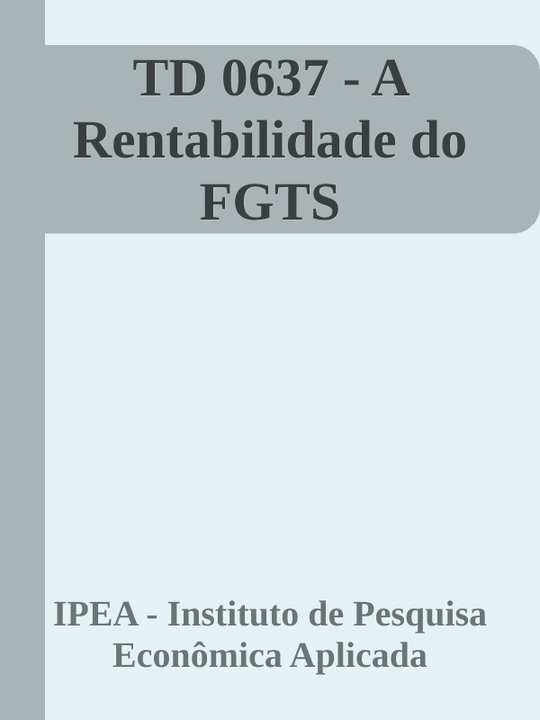 TD 0637 - A
Rentabilidade do
FGTS
IPEA - Instituto de Pesquisa
Econômica Aplicada